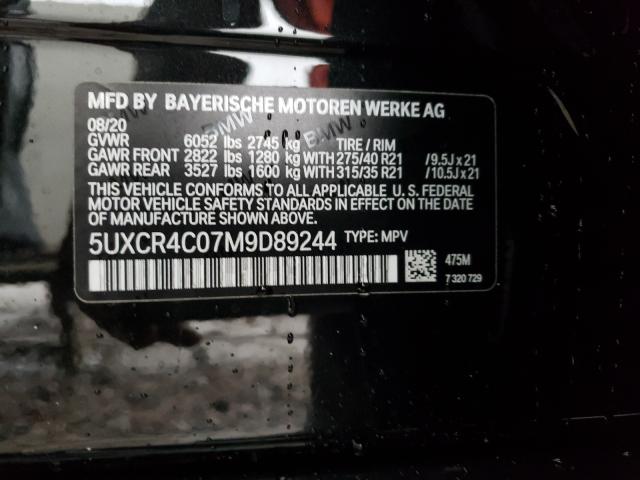 MFD BY BAYERISCHE MOTOREN WERKE AG
08/20
GVWR 6052 lbs 2745 kg TIRE / RIM
GAWR FRONT 2822 lbs 1280 kg WITH 275/40 R21 /9.5J x 21
GAWR REAR 3527 lbs 1600 kg WITH 315/35 R21 /10.5J x 21
THIS VEHICLE CONFORMS TO ALL APPLICABLE U.S. FEDERAL
MOTOR VEHICLE SAFETY STANDARDS IN EFFECT ON THE
DATE OF MANUFACTURE SHOWN ABOVE.
5UXCR4C07M9D89244 TYPE: MPV
475M
7 320 729
BMW
BMW
BMW